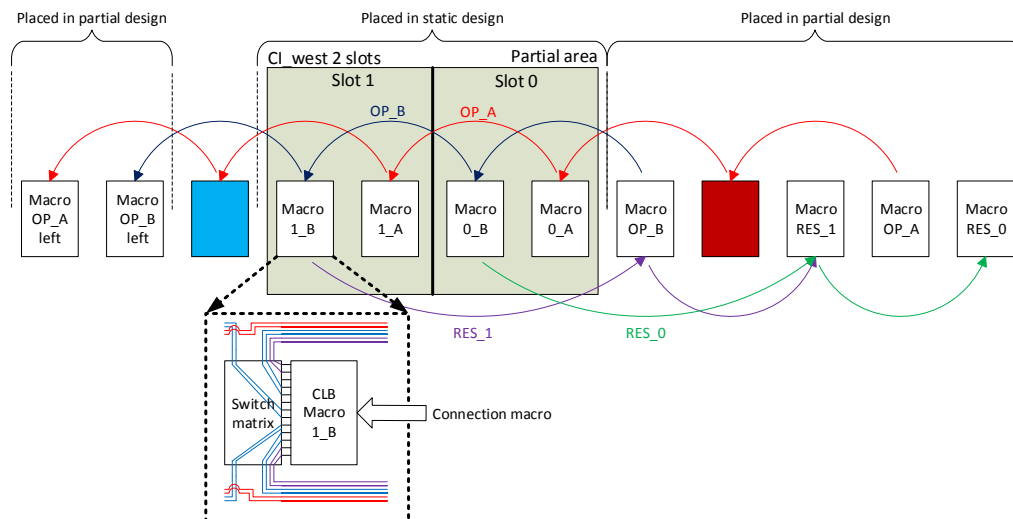 Placed in partial design
Placed in static design
Placed in partial design
CI_west 2 slots
Partial area
Slot 1
Slot 0
OP_B
OP_A
Macro
OP_A
left
Macro
OP_B
left
Macro
1_B
Macro
1_A
Macro
0_B
Macro
0_A
Macro
OP_B
Macro
RES_1
Macro
OP_A
Macro
RES_0
RES_1
RES_0
Switch
matrix
CLB
Macro
1_B
Connection macro